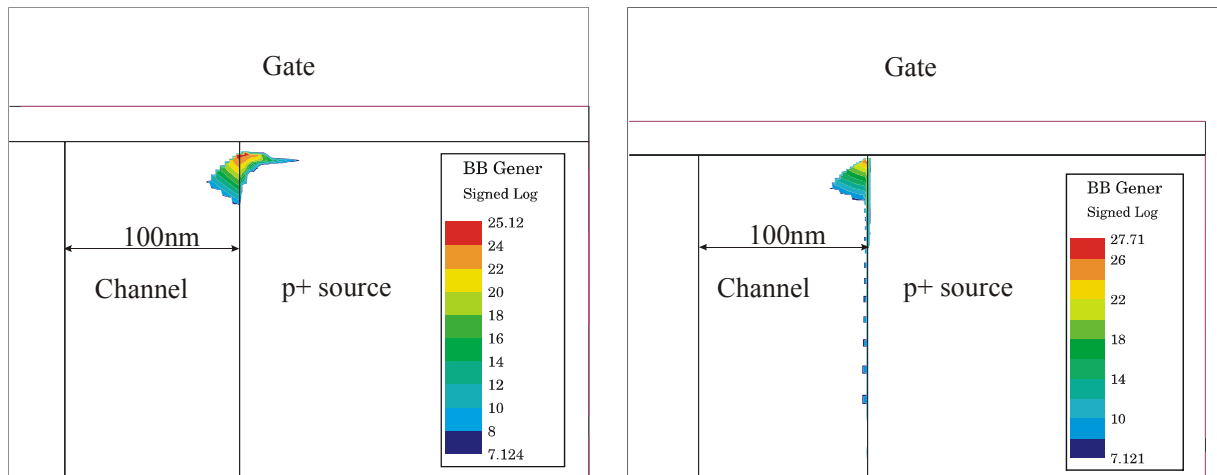 Gate
BB Gener
Signed Log
25.12
24
22
20
18
16
14
12
10
8
7.124
100nm
Channel
p+ source
Gate
BB Gener
Signed Log
27.71
26
22
18
14
10
7.121
100nm
Channel
p+ source